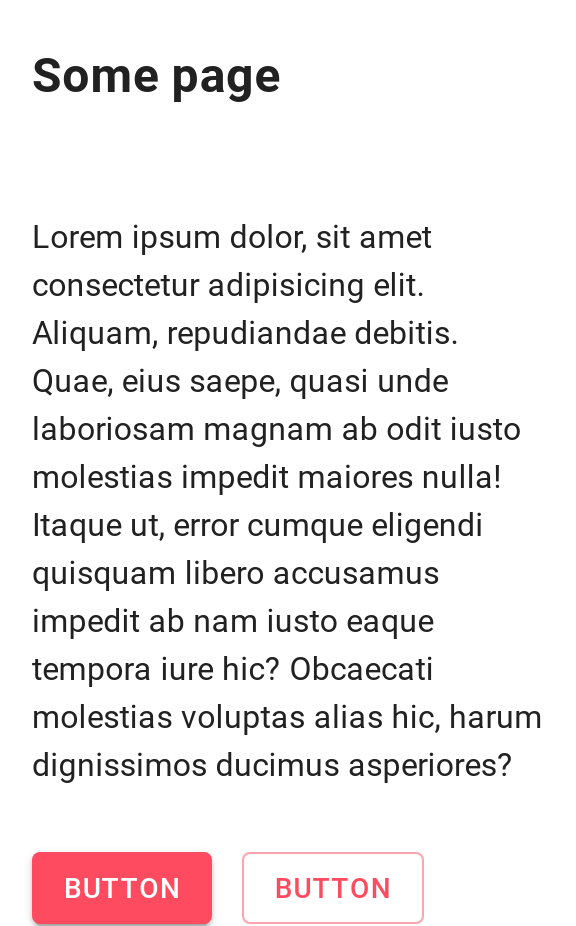 Some page
Lorem ipsum dolor, sit amet
consectetur adipisicing elit.
Aliquam, repudiandae debitis.
Quae, eius saepe, quasi unde
laboriosam magnam ab odit iusto
molestias impedit maiores nulla!
Itaque ut, error cumque eligendi
quisquam libero accusamus
impedit ab nam iusto eaque
tempora iure hic? Obcaecati
molestias voluptas alias hic, harum
dignissimos ducimus asperiores?
BUTTON BUTTON